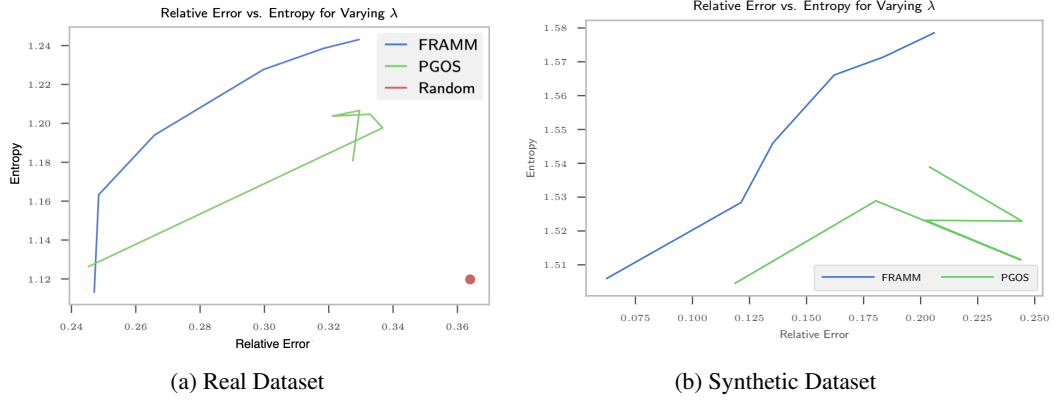 Relative Error vs. Entropy for Varying λ
1.24
1.22
1.20
1.18
1.16
1.14
1.12
Entropy
FRAMM
PGOS
Random
0.24
0.26
0.28
0.30
0.32
0.34
0.36
Relative Error
(a) Real Dataset
Relative Error vs. Entropy for Varying λ
1.58
1.57
1.56
1.55
1.54
1.53
1.52
1.51
Entropy
FRAMM
PGOS
0.075
0.100
0.125
0.150
0.175
0.200
0.225
0.250
Relative Error
(b) Synthetic Dataset